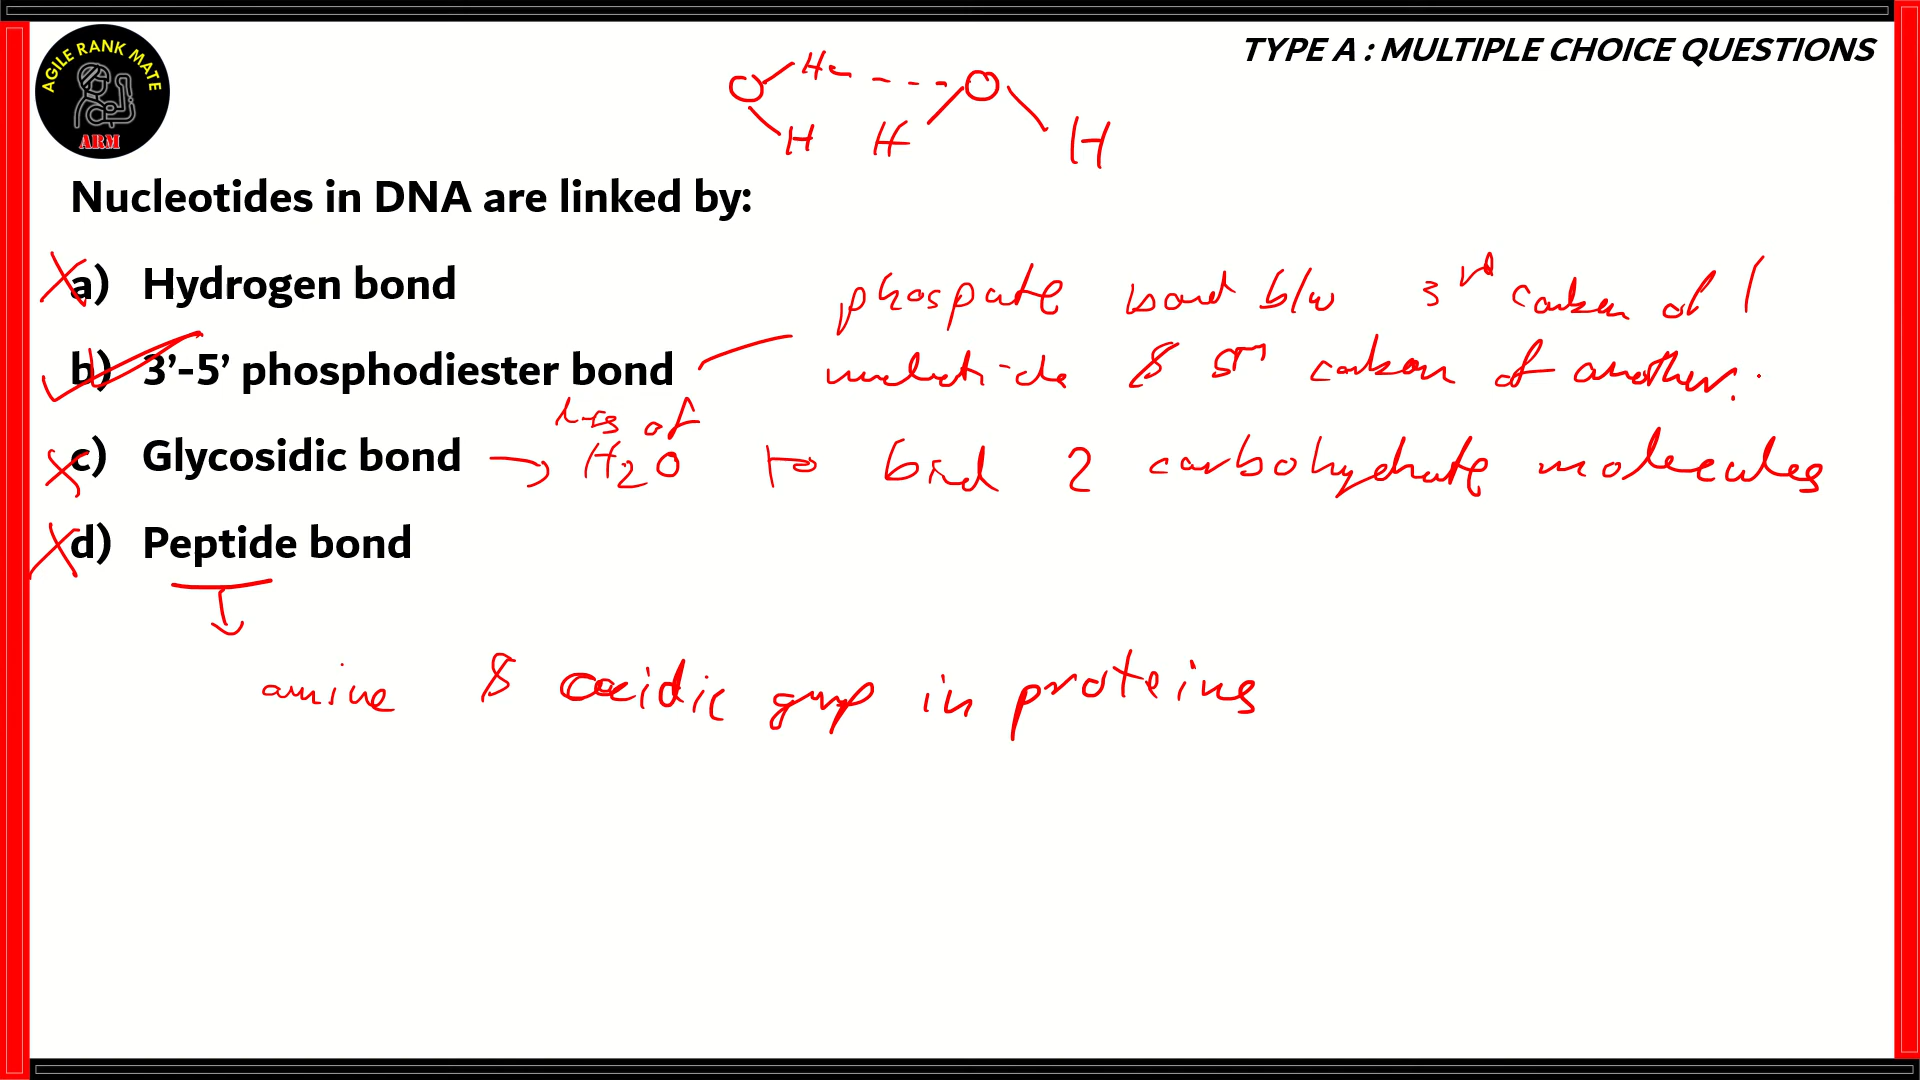 AGILE RANK MATE
ARM
TYPE A : MULTIPLE CHOICE QUESTIONS
O H O
H H H
Nucleotides in DNA are linked by:
a) Hydrogen bond
phospate bond b/w 3rd carbon of 1
b) 3’-5’ phosphodiester bond
nucleotide & 5th carbon of another.
loss of
c) Glycosidic bond → H2O to bind 2 carbohydrate molecules
d) Peptide bond
amine & acidic grup in proteins